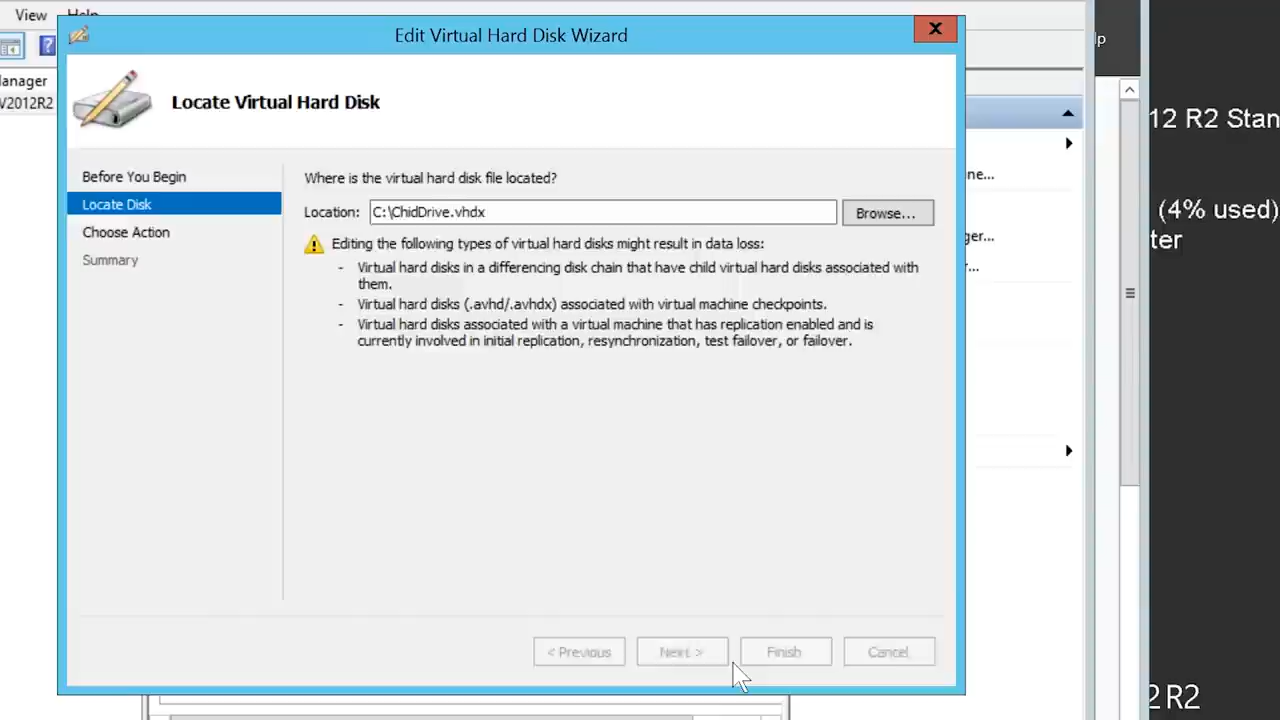 View Help
Edit Virtual Hard Disk Wizard
x
anager
V2012R2
Locate Virtual Hard Disk
Before You Begin
Locate Disk
Choose Action
Summary
Where is the virtual hard disk file located?
Location: C:\ChidDrive.vhdx Browse...
Editing the following types of virtual hard disks might result in data loss:
- Virtual hard disks in a differencing disk chain that have child virtual hard disks associated with
them.
- Virtual hard disks (.avhd/.avhdx) associated with virtual machine checkpoints.
- Virtual hard disks associated with a virtual machine that has replication enabled and is
currently involved in initial replication, resynchronization, test failover, or failover.
< Previous Next > Finish Cancel
ne...
ger...
r...
lp
12 R2 Stan
(4% used)
ter
2 R2